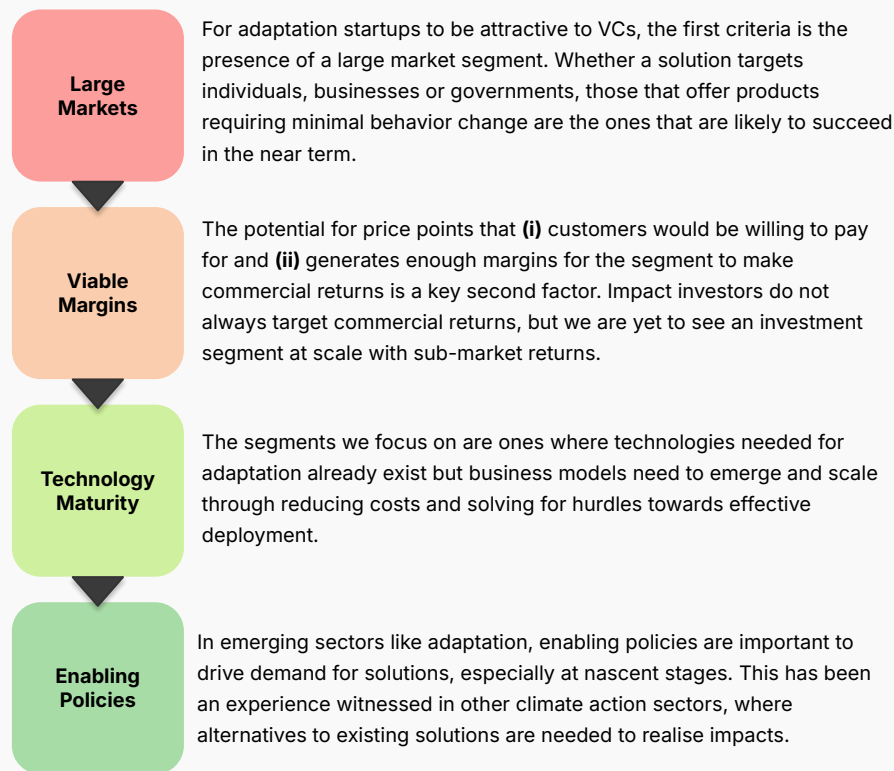 Large
Markets
For adaptation startups to be attractive to VCs, the first criteria is the
presence of a large market segment. Whether a solution targets
individuals, businesses or governments, those that offer products
requiring minimal behavior change are the ones that are likely to succeed
in the near term.
Viable
Margins
The potential for price points that (i) customers would be willing to pay
for and (ii) generates enough margins for the segment to make
commercial returns is a key second factor. Impact investors do not
always target commercial returns, but we are yet to see an investment
segment at scale with sub-market returns.
Technology
Maturity
The segments we focus on are ones where technologies needed for
adaptation already exist but business models need to emerge and scale
through reducing costs and solving for hurdles towards effective
deployment.
Enabling
Policies
In emerging sectors like adaptation, enabling policies are important to
drive demand for solutions, especially at nascent stages. This has been
an experience witnessed in other climate action sectors, where
alternatives to existing solutions are needed to realise impacts.